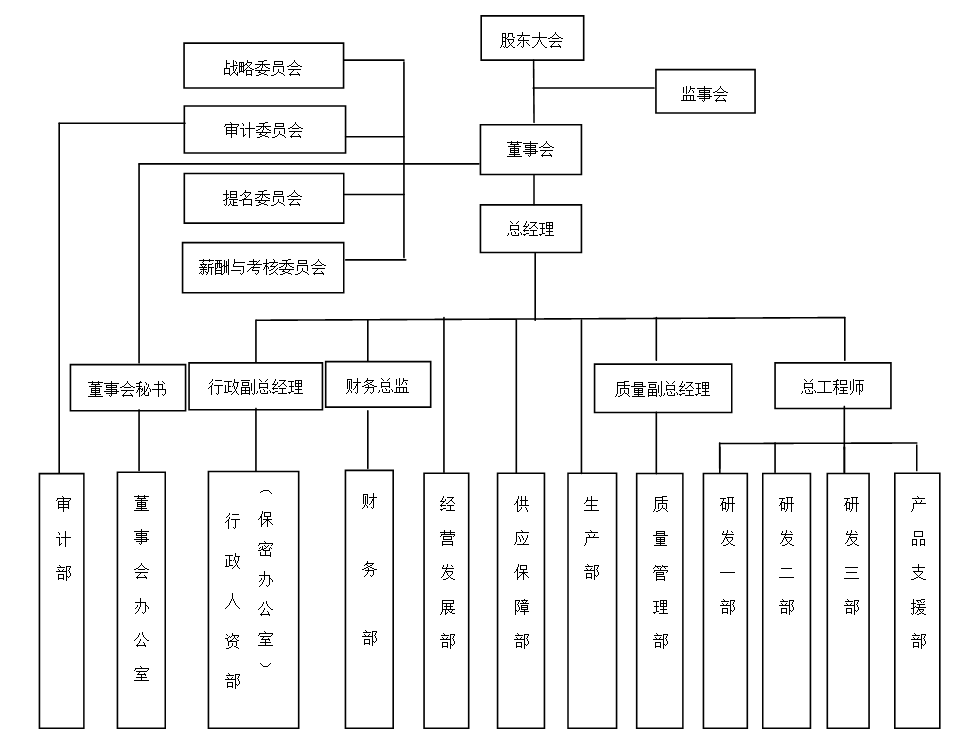 股东大会
战略委员会
监事会
审计委员会
董事会
提名委员会
总经理
薪酬与考核委员会
董事会秘书
行政副总经理
财务总监
质量副总经理
总工程师
审计部
董事会办公室
行政人资部
（保密办公室）
财务部
经营发展部
供应保障部
生产部
质量管理部
研发一部
研发二部
研发三部
产品支援部